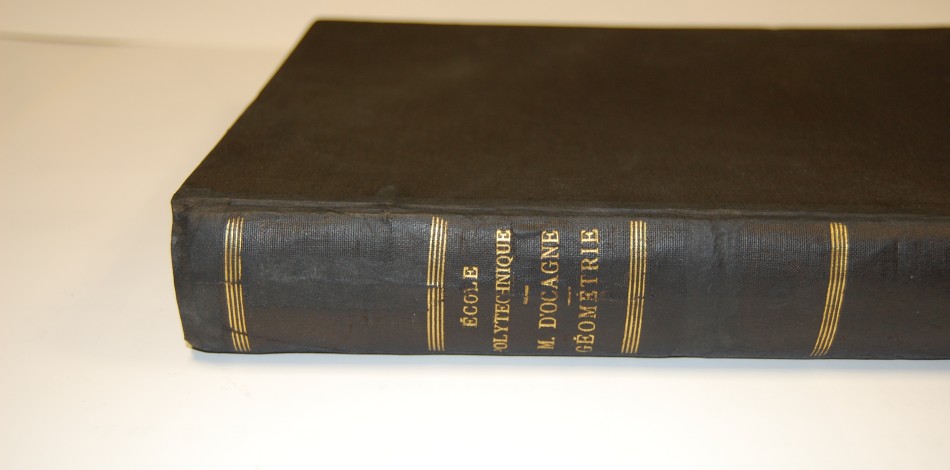 ÉCOLE
POLYTECHNIQUE
M. D'OCAGNE
GÉOMÉTRIE